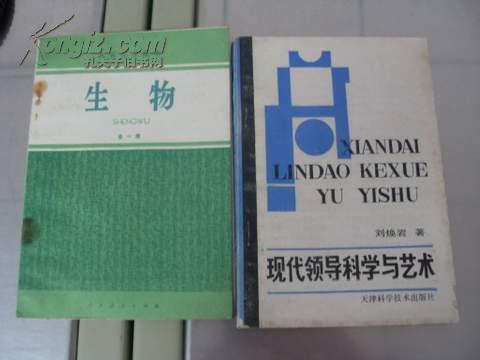 Kongfz.com
孔夫子旧书网
生物
SHENGWU
全一册
XIANDAI
LINDAO KEXUE
YU YISHU
刘焕岩 著
现代领导科学与艺术
天津科学技术出版社